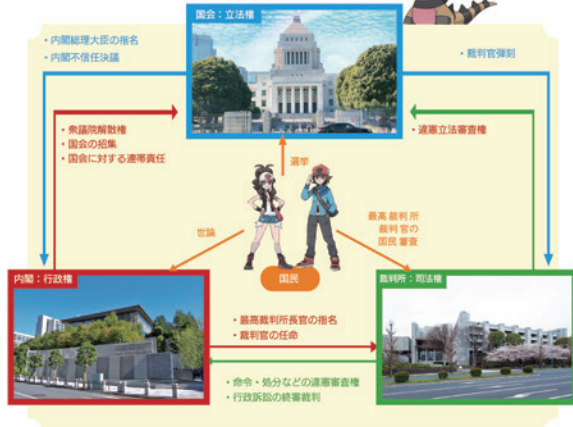 国会：立法権
・内閣総理大臣の指名
・内閣不信任決議
・裁判官弾刻
・衆議院解散権
・国会の招集
・国会に対する連帯責任
・違憲立法審査権
選挙
世論
最高裁判所
裁判官の
国民審査
国民
内閣：行政権
裁判所：司法権
・最高裁判所長官の指名
・裁判官の任命
・命令・処分などの違憲審査権
・行政訴訟の終審裁判